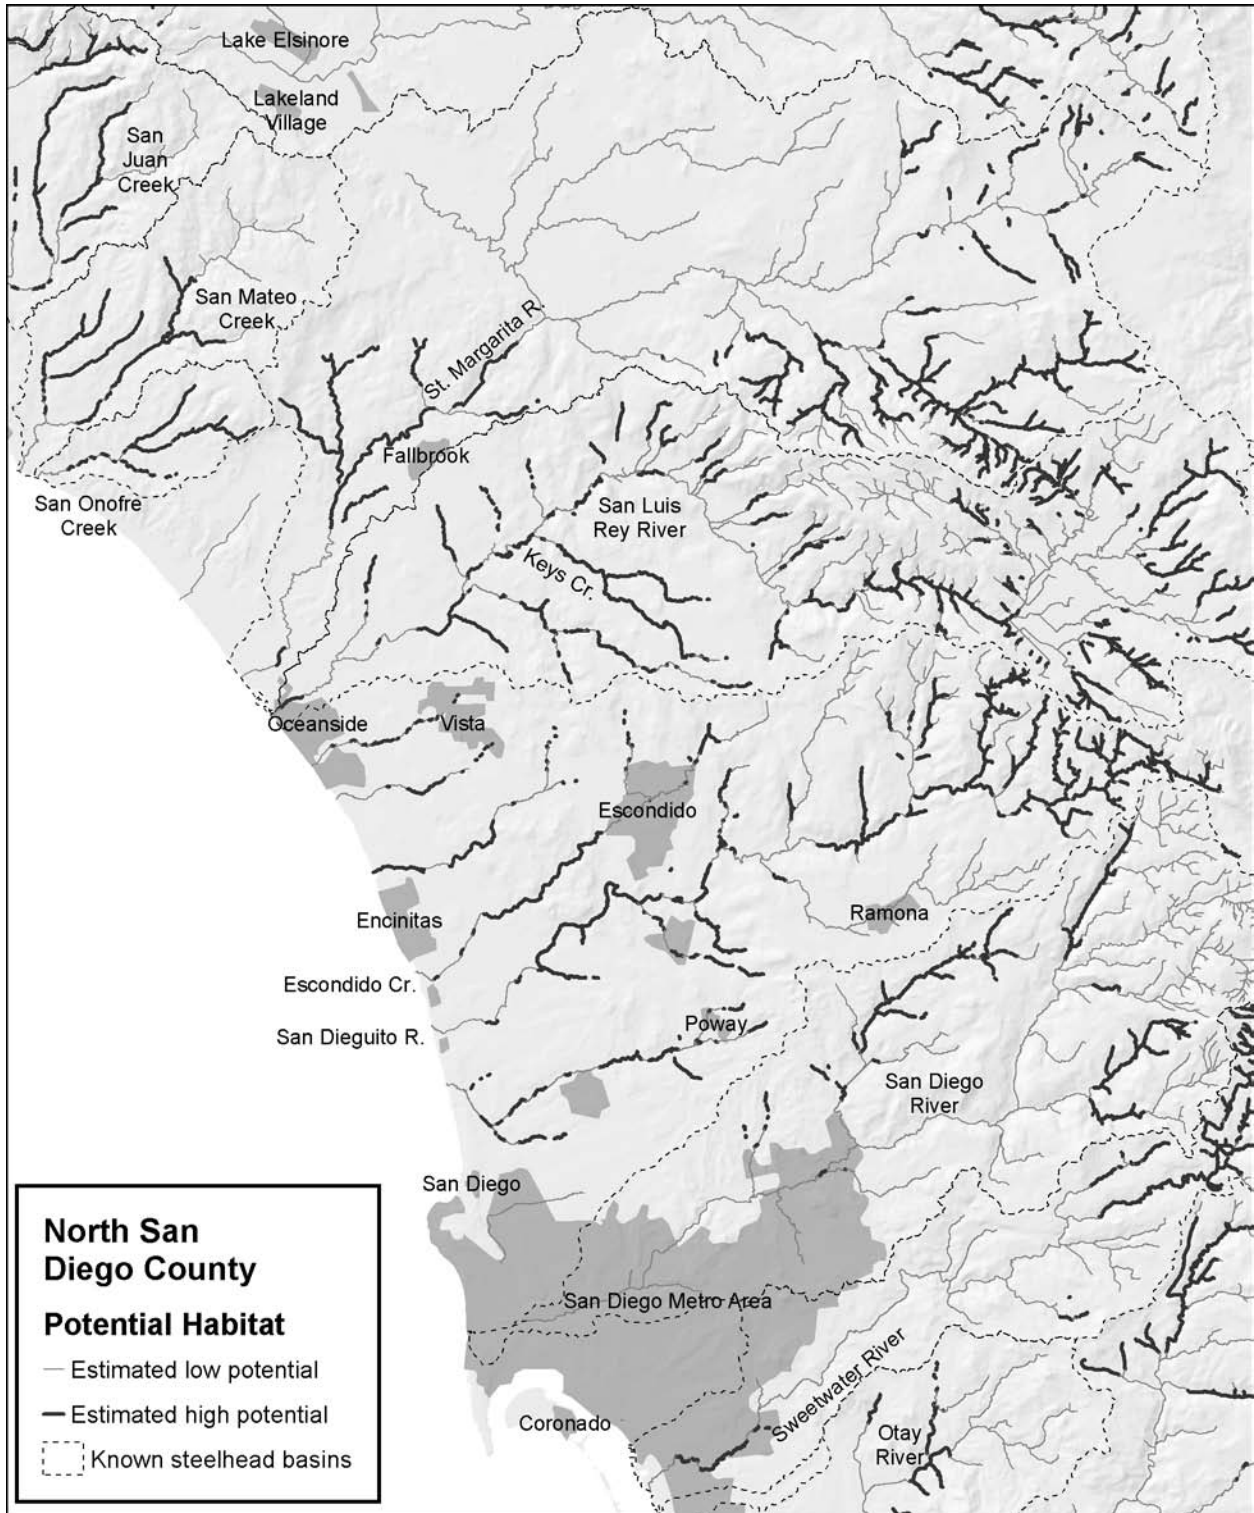 Lake Elsinore
Lakeland
Village
San
Juan
Creek
San Mateo
Creek
St. Margarita R.
Fallbrook
San Onofre
Creek
San Luis
Rey River
Keys Cr.
Oceanside
Vista
Escondido
Encinitas
Ramona
Escondido Cr.
San Dieguito R.
Poway
San Diego
River
San Diego
San Diego Metro Area
Sweetwater River
Coronado
Otay
River
North San
Diego County
Potential Habitat
Estimated low potential
Estimated high potential
Known steelhead basins